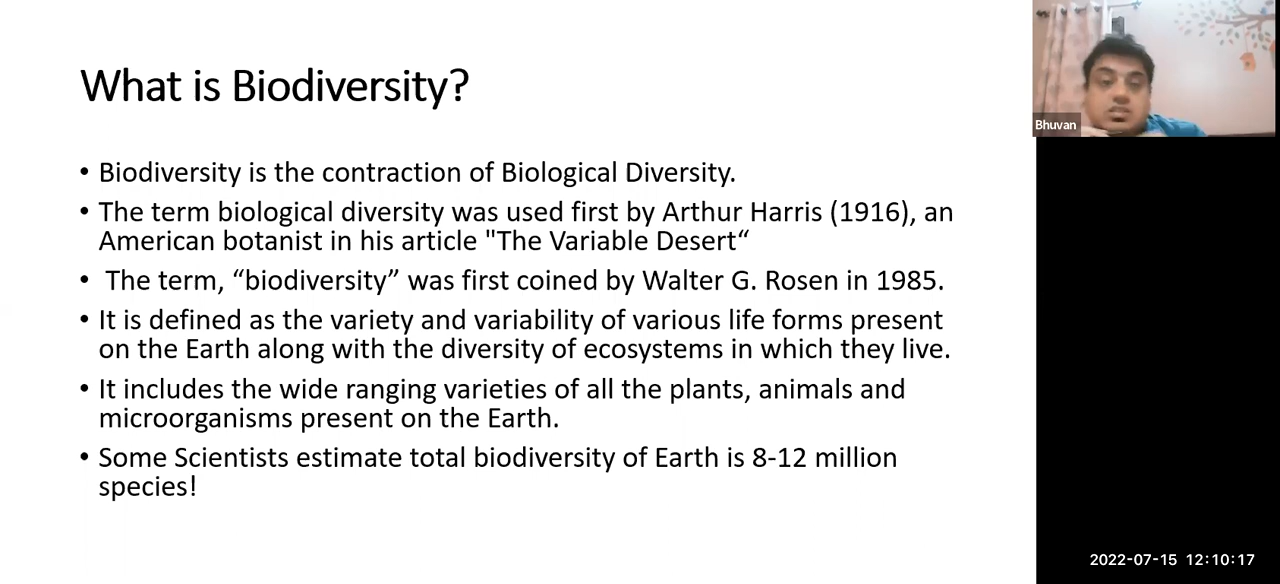 What is Biodiversity?
• Biodiversity is the contraction of Biological Diversity.
• The term biological diversity was used first by Arthur Harris (1916), an
American botanist in his article "The Variable Desert“
• The term, “biodiversity” was first coined by Walter G. Rosen in 1985.
• It is defined as the variety and variability of various life forms present
on the Earth along with the diversity of ecosystems in which they live.
• It includes the wide ranging varieties of all the plants, animals and
microorganisms present on the Earth.
• Some Scientists estimate total biodiversity of Earth is 8-12 million
species!
Bhuvan
2022-07-15 12:10:17